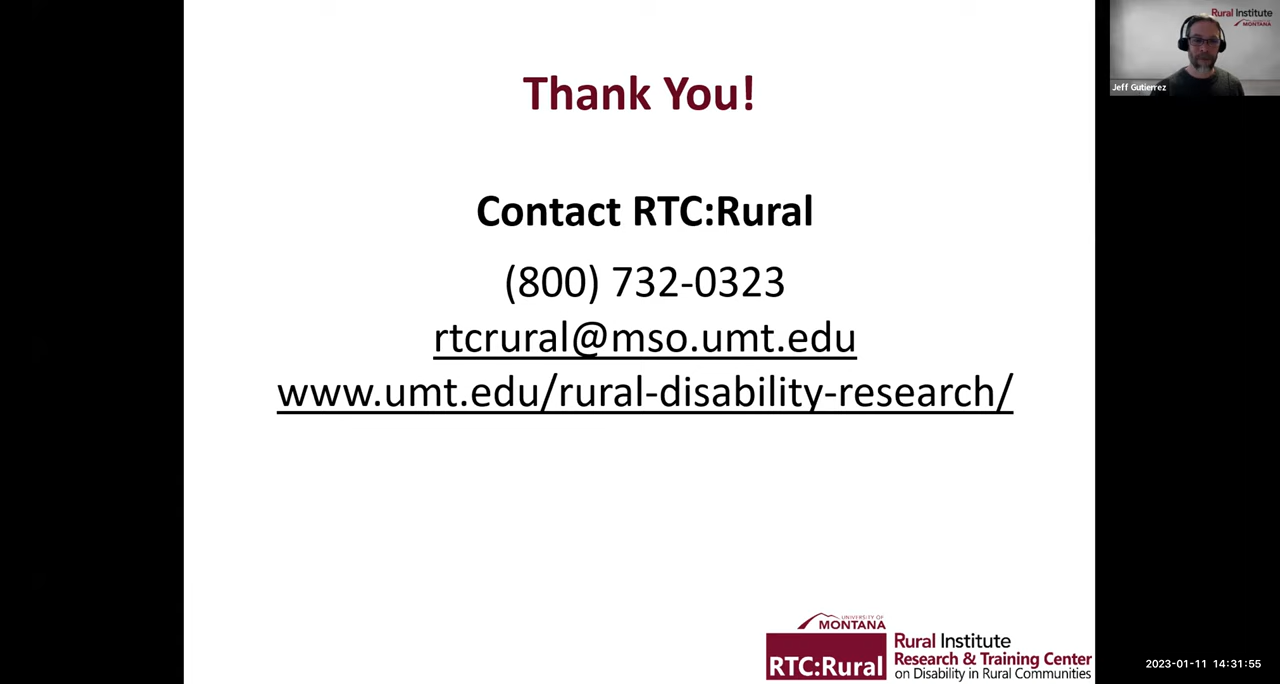 Thank You!
Contact RTC:Rural
(800) 732-0323
rtcrural@mso.umt.edu
www.umt.edu/rural-disability-research/
Rural Institute
MONTANA
Jeff Gutierrez
UNIVERSITY OF
MONTANA
RTC:Rural
Rural Institute
Research & Training Center
on Disability in Rural Communities
2023-01-11 14:31:55